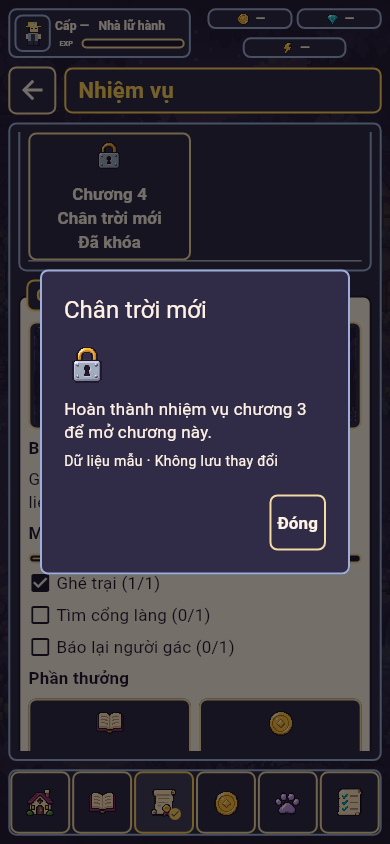 Cấp — Nhà lữ hành
EXP
—
—
—
Nhiệm vụ
Chương 4
Chân trời mới
Đã khóa
Chân trời mới
Hoàn thành nhiệm vụ chương 3
để mở chương này.
Dữ liệu mẫu · Không lưu thay đổi
Đóng
Ghé trại (1/1)
Tìm cổng làng (0/1)
Báo lại người gác (0/1)
Phần thưởng